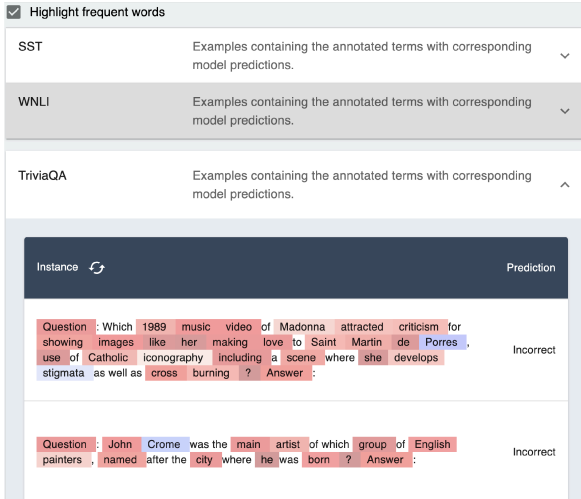 Highlight frequent words
SST
Examples containing the annotated terms with corresponding
model predictions.
WNLI
Examples containing the annotated terms with corresponding
model predictions.
TriviaQA
Examples containing the annotated terms with corresponding
model predictions.
Instance
Prediction
Question : Which 1989 music video of Madonna attracted criticism for
showing images like her making love to Saint Martin de Porres ,
use of Catholic iconography including a scene where she develops
stigmata as well as cross burning ? Answer :
Incorrect
Question : John Crome was the main artist of which group of English
painters , named after the city where he was born ? Answer :
Incorrect